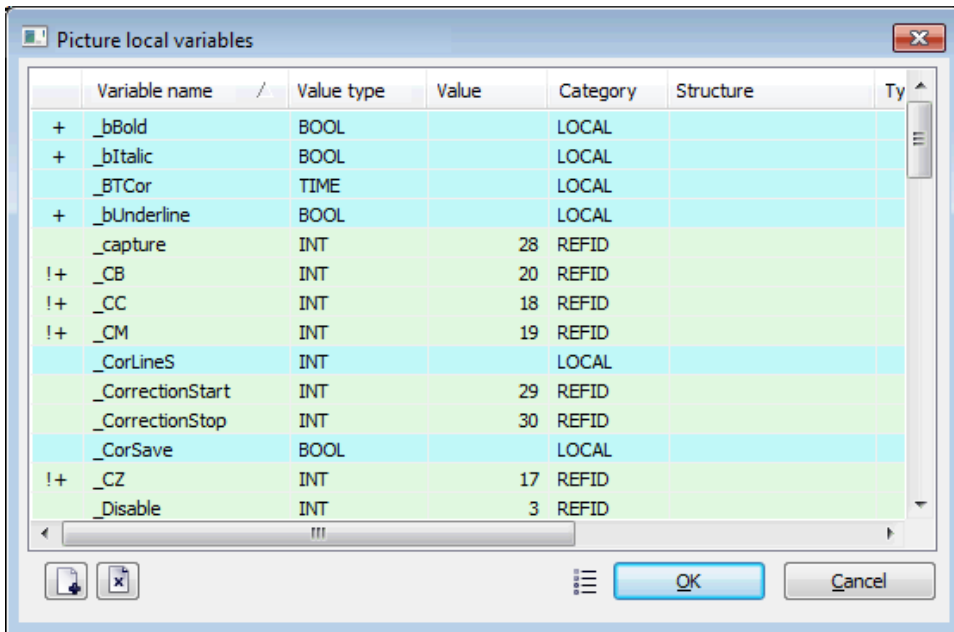 Picture local variables
Variable name Value type Value Category Structure Ty
+ _bBold BOOL LOCAL
+ _bItalic BOOL LOCAL
_BTCor TIME LOCAL
+ _bUnderline BOOL LOCAL
_capture INT 28 REFID
!+ _CB INT 20 REFID
!+ _CC INT 18 REFID
!+ _CM INT 19 REFID
_CorLineS INT LOCAL
_CorrectionStart INT 29 REFID
_CorrectionStop INT 30 REFID
_CorSave BOOL LOCAL
!+ _CZ INT 17 REFID
_Disable INT 3 REFID
OK Cancel